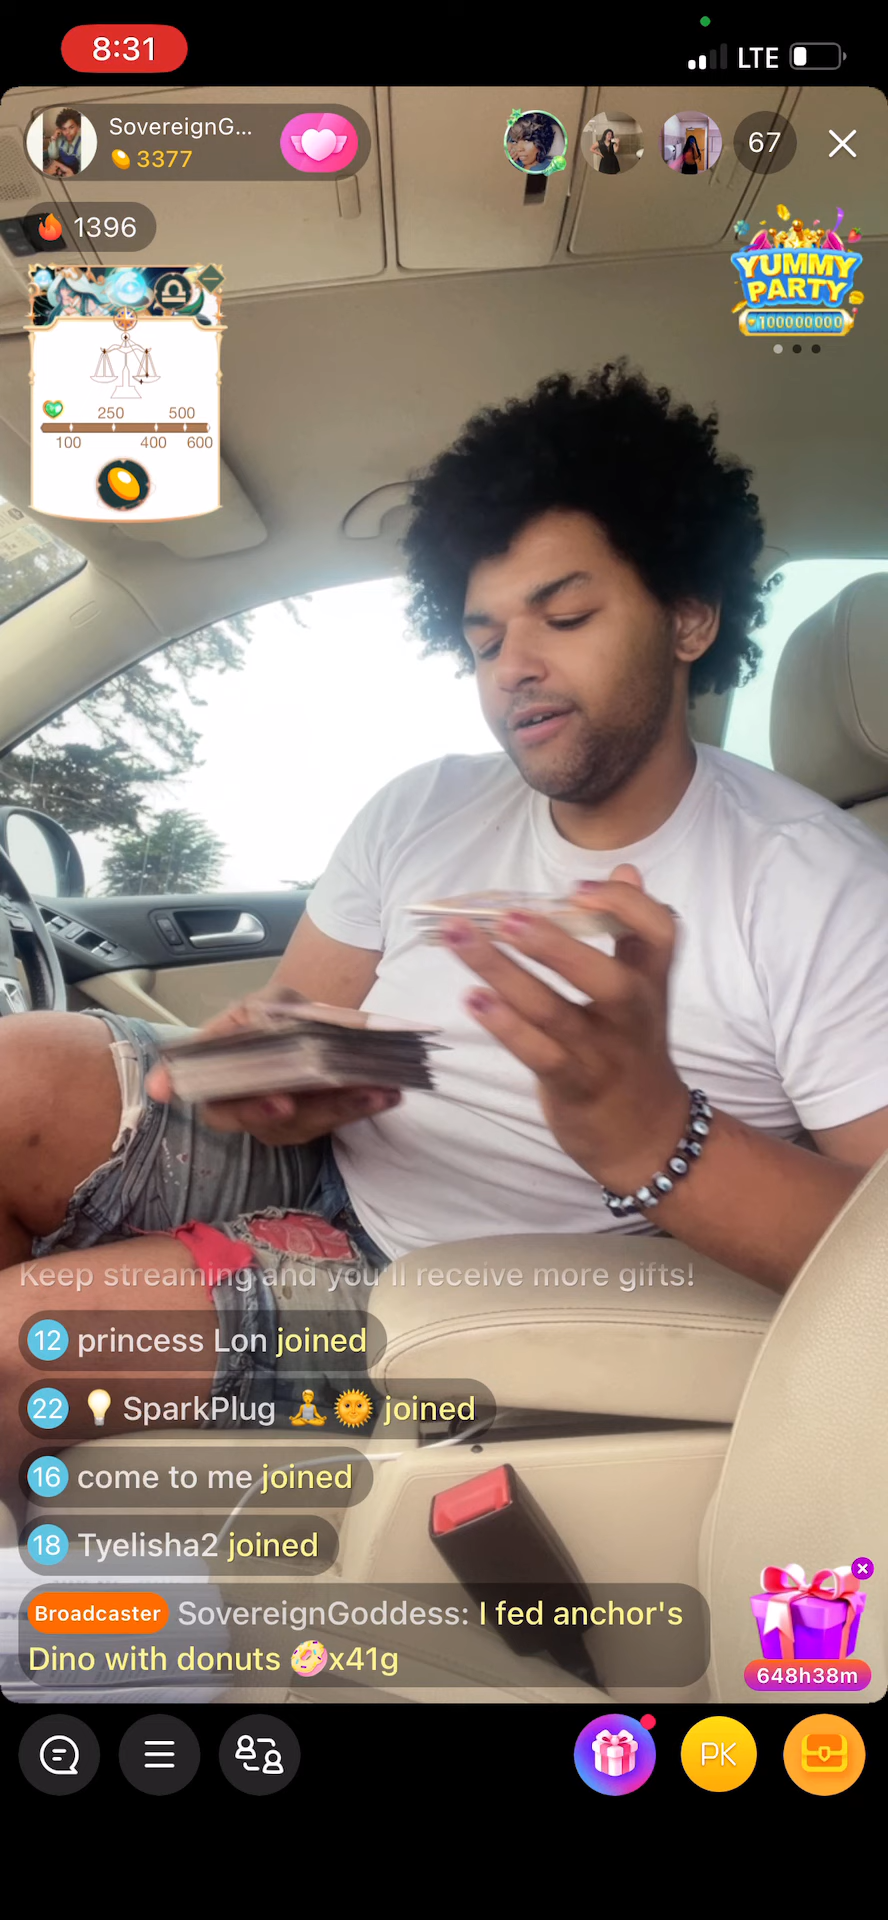 8:31
LTE
SovereignG...
3377
67
1396
YUMMY
PARTY
100000000
250 500
100 400 600
Keep streaming and you'll receive more gifts!
12 princess Lon joined
22 💡 SparkPlug 🧘🌞 joined
16 come to me joined
18 Tyelisha2 joined
Broadcaster SovereignGoddess: I fed anchor's
Dino with donuts 🍩x41g
648h38m
PK